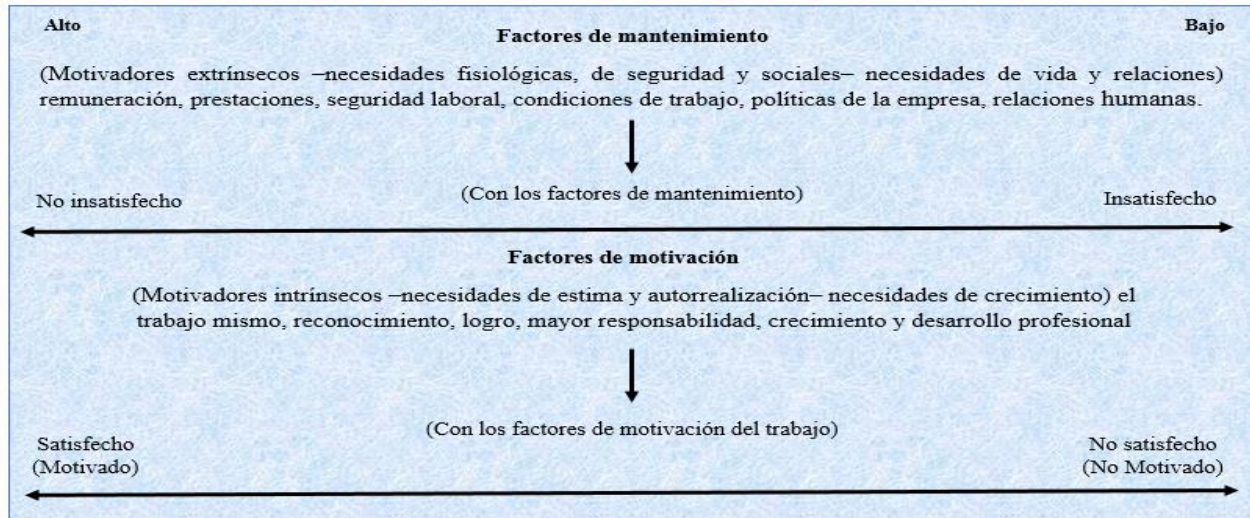 Alto
Bajo
Factores de mantenimiento
(Motivadores extrínsecos –necesidades fisiológicas, de seguridad y sociales– necesidades de vida y relaciones)
remuneración, prestaciones, seguridad laboral, condiciones de trabajo, políticas de la empresa, relaciones humanas.
(Con los factores de mantenimiento)
No insatisfecho
Insatisfecho
Factores de motivación
(Motivadores intrínsecos –necesidades de estima y autorrealización– necesidades de crecimiento) el
trabajo mismo, reconocimiento, logro, mayor responsabilidad, crecimiento y desarrollo profesional
(Con los factores de motivación del trabajo)
Satisfecho
(Motivado)
No satisfecho
(No Motivado)